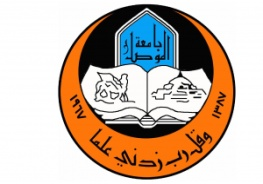 جامعة
الموصل
١٩٦٧
١٣٨٧
وقل رب زدني علما